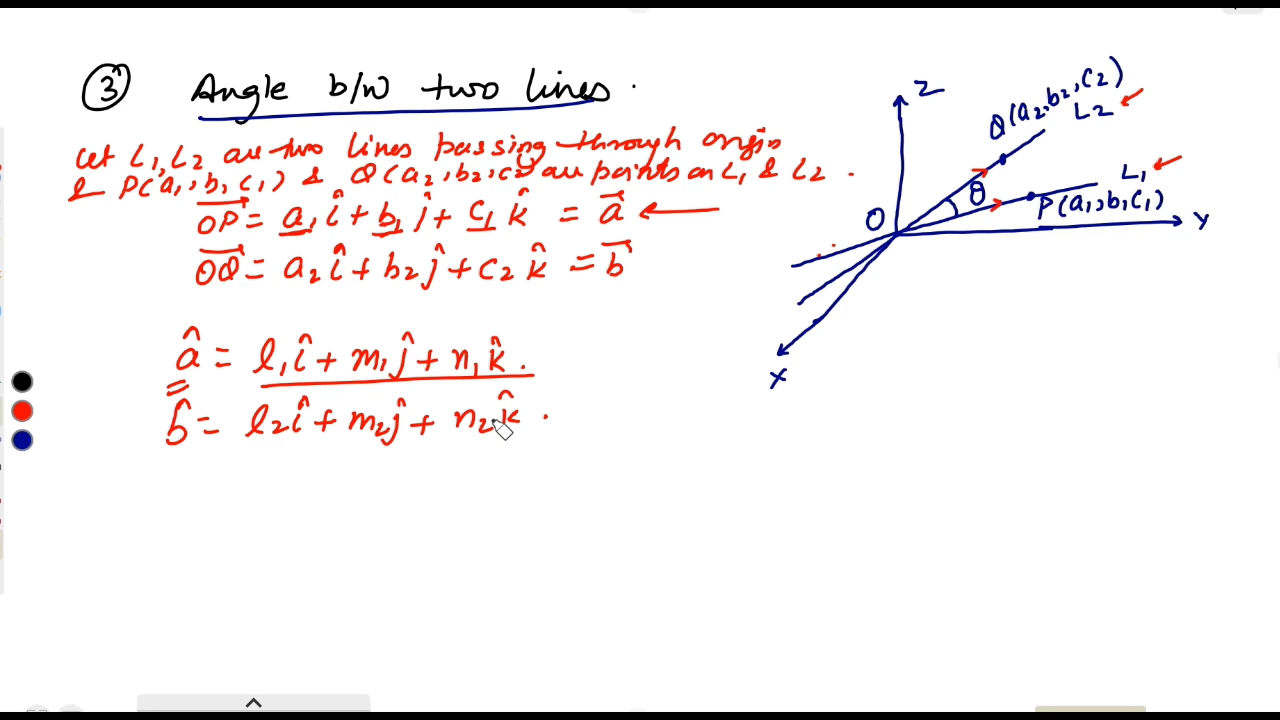 ③ Angle b/w two lines.
Let L₁, L₂ are two lines passing through origin
& P(a₁, b₁ c₁) & Q(a₂, b₂, c₂) are points on L₁ & L₂.
OP⃗ = a₁î + b₁ĵ + c₁k̂ = a⃗ ←
OQ⃗ = a₂î + b₂ĵ + c₂k̂ = b⃗
â = l₁î + m₁ĵ + n₁k̂.
b̂ = l₂î + m₂ĵ + n₂k̂.
Z
Q(a₂, b₂, c₂)
L₂
L₁
θ
P(a₁, b₁ c₁)
O
Y
X